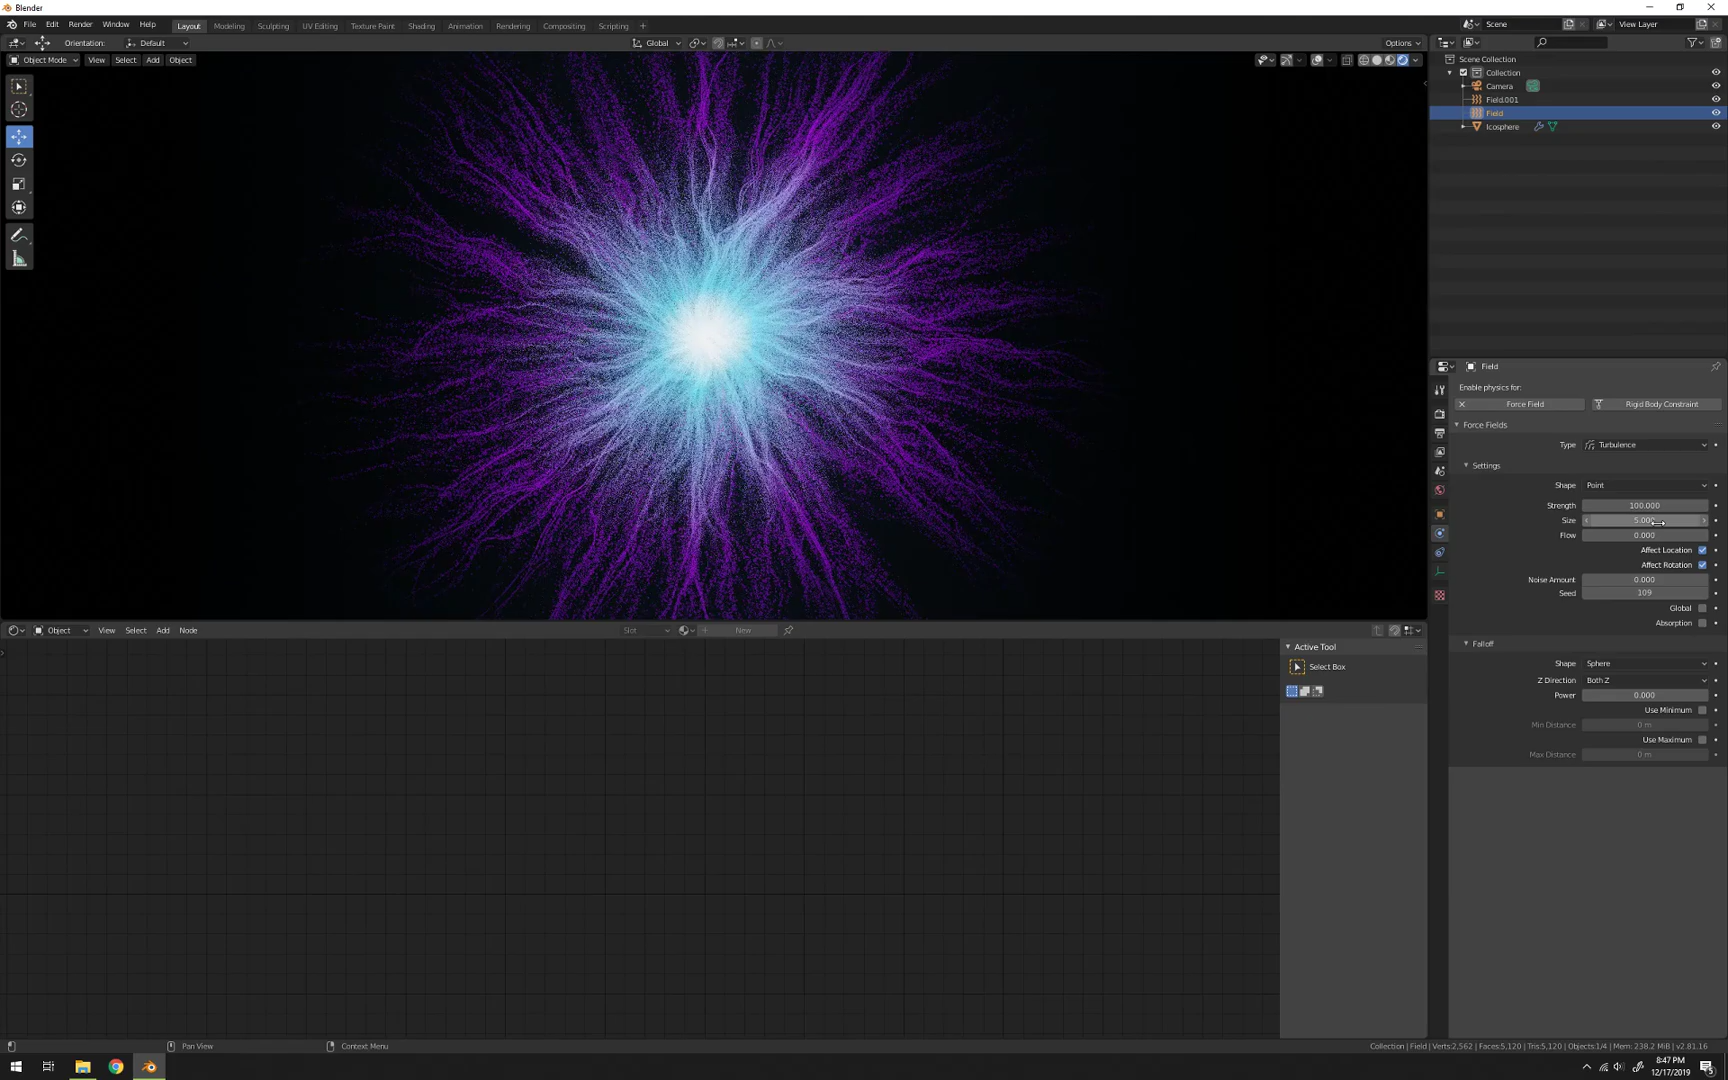 Blender
File Edit Render Window Help
Layout Modeling Sculpting UV Editing Texture Paint Shading Animation Rendering Compositing Scripting +
Scene
View Layer
Orientation: Default
Global
Options
Object Mode View Select Add Object
Scene Collection
Collection
Camera
Field.001
Field
Icosphere
Field
Enable physics for:
Force Field
Rigid Body Constraint
Force Fields
Type Turbulence
Settings
Shape Point
Strength 100.000
Size 5.000
Flow 0.000
Affect Location
Affect Rotation
Noise Amount 0.000
Seed 109
Global
Absorption
Falloff
Shape Sphere
Z Direction Both Z
Power 0.000
Use Minimum
Min Distance 0 m
Use Maximum
Max Distance 0 m
Object View Select Add Node
Slot
New
Active Tool
Select Box
Pan View
Context Menu
Collection | Field | Verts:2,562 | Faces:5,120 | Tris:5,120 | Objects:1/4 | Mem: 238.2 MiB | v2.81.16
8:47 PM
12/17/2019
5